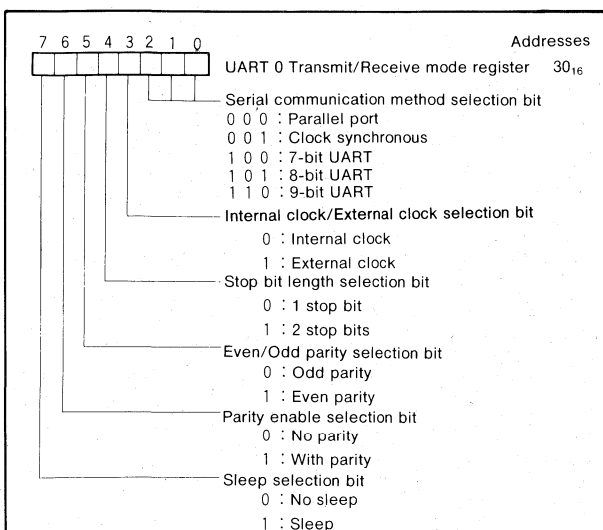 7 6 5 4 3 2 1 0
Addresses
UART 0 Transmit/Receive mode register 30₁₆
Serial communication method selection bit
0 0 0 : Parallel port
0 0 1 : Clock synchronous
1 0 0 : 7-bit UART
1 0 1 : 8-bit UART
1 1 0 : 9-bit UART
Internal clock/External clock selection bit
0 : Internal clock
1 : External clock
Stop bit length selection bit
0 : 1 stop bit
1 : 2 stop bits
Even/Odd parity selection bit
0 : Odd parity
1 : Even parity
Parity enable selection bit
0 : No parity
1 : With parity
Sleep selection bit
0 : No sleep
1 : Sleep